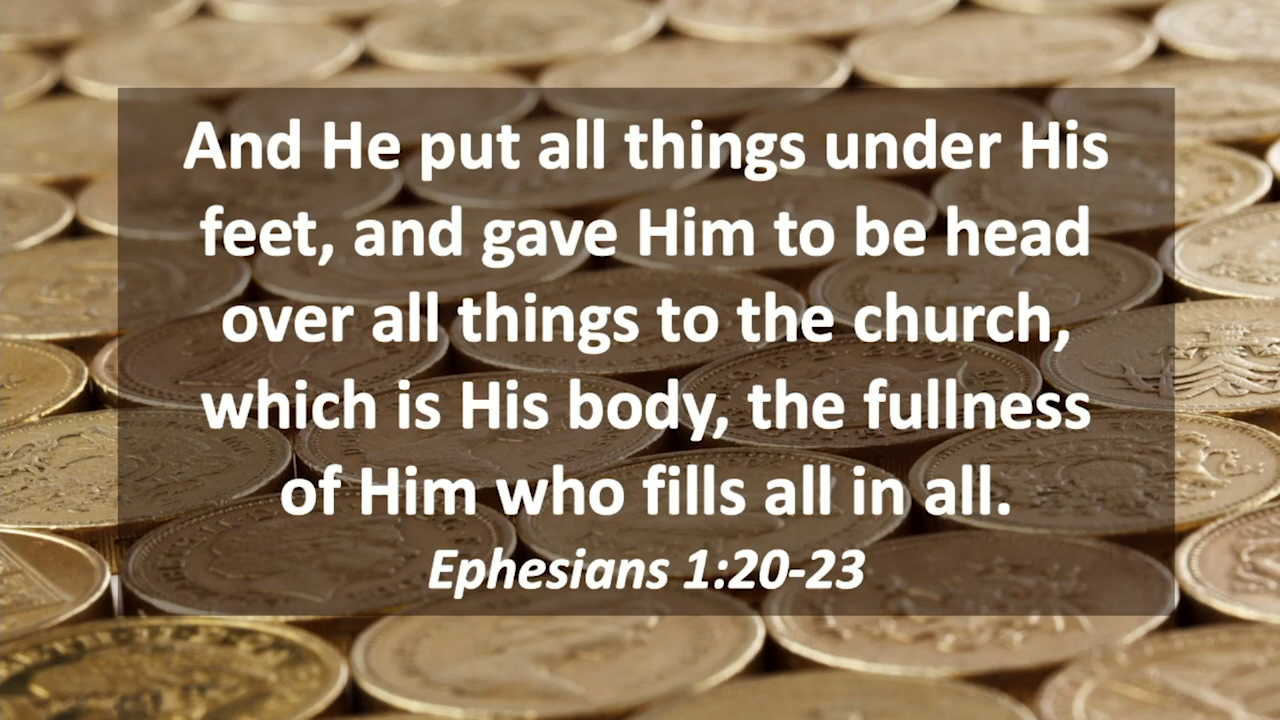 And He put all things under His
feet, and gave Him to be head
over all things to the church,
which is His body, the fullness
of Him who fills all in all.
Ephesians 1:20-23